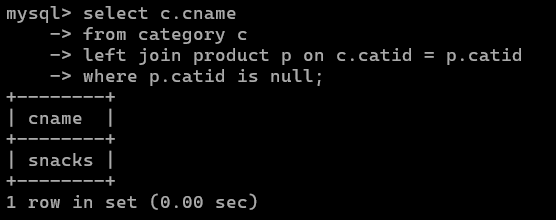 mysql> select c.cname
    -> from category c
    -> left join product p on c.catid = p.catid
    -> where p.catid is null;
+--------+
| cname  |
+--------+
| snacks |
+--------+
1 row in set (0.00 sec)